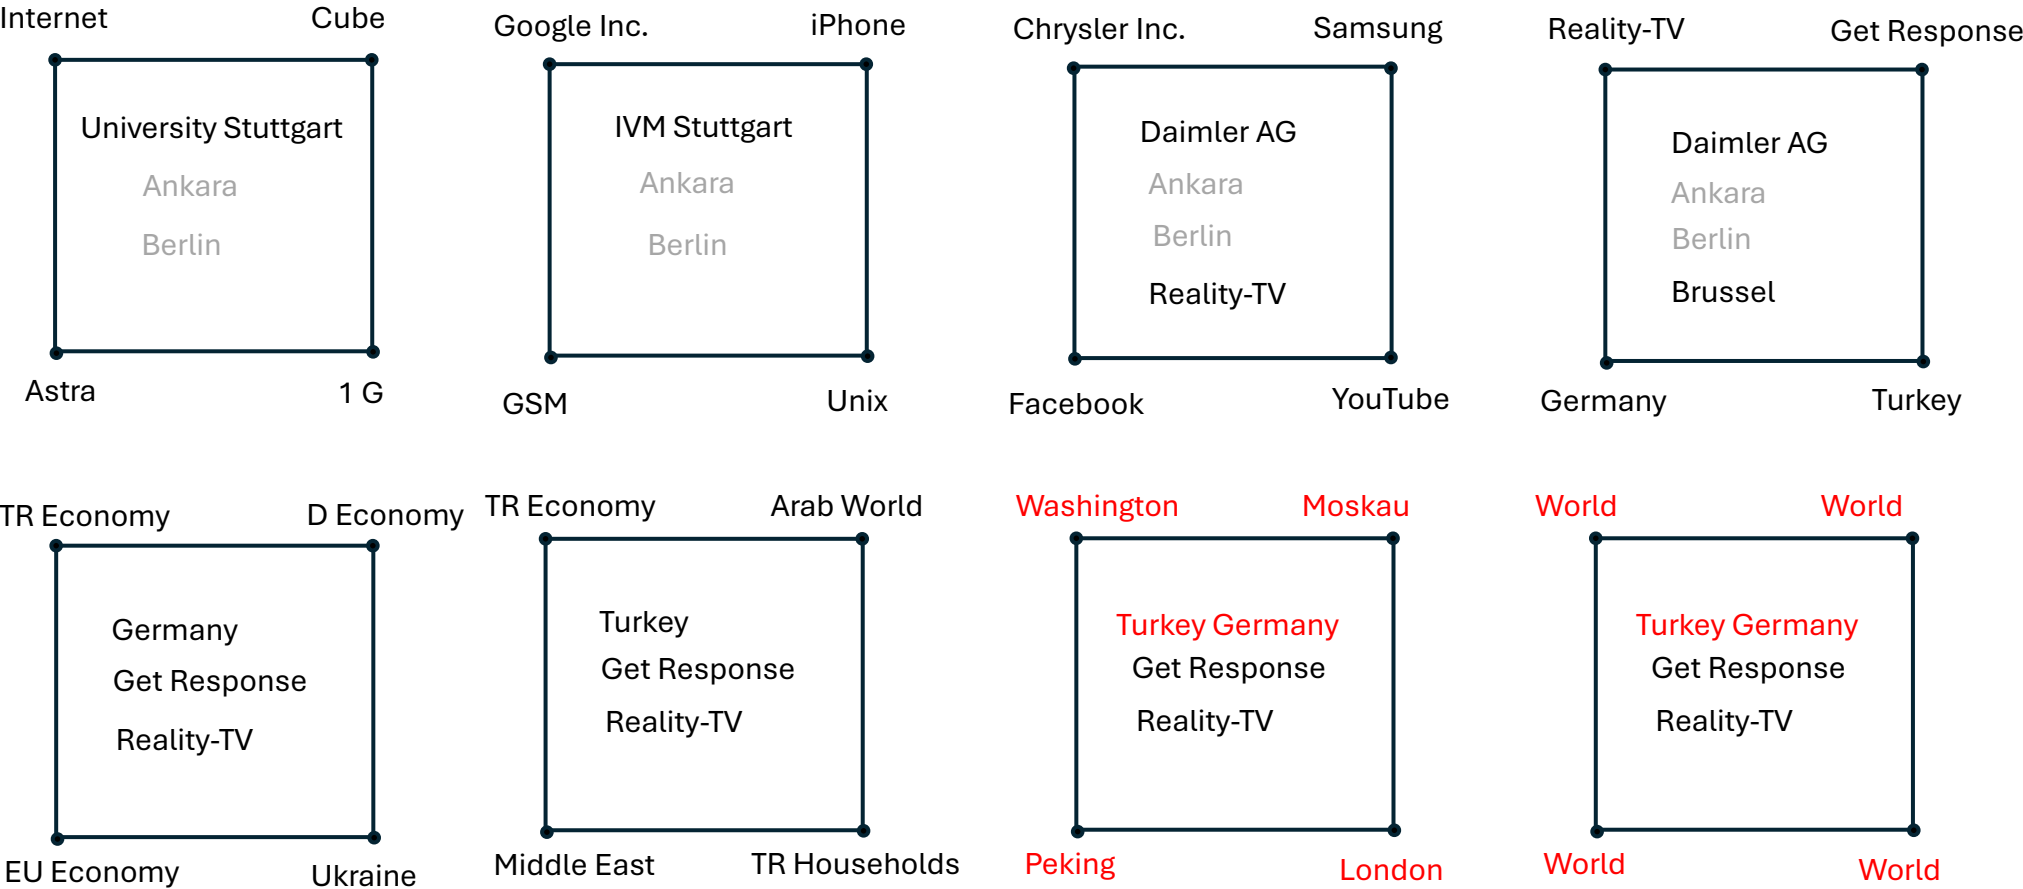 Internet Cube
University Stuttgart
Ankara
Berlin
Astra 1 G
Google Inc. iPhone
IVM Stuttgart
Ankara
Berlin
GSM Unix
Chrysler Inc. Samsung
Daimler AG
Ankara
Berlin
Reality-TV
Facebook YouTube
Reality-TV Get Response
Daimler AG
Ankara
Berlin
Brussel
Germany Turkey
TR Economy D Economy
Germany
Get Response
Reality-TV
EU Economy Ukraine
TR Economy Arab World
Turkey
Get Response
Reality-TV
Middle East TR Households
Washington Moskau
Turkey Germany
Get Response
Reality-TV
Peking London
World World
Turkey Germany
Get Response
Reality-TV
World World